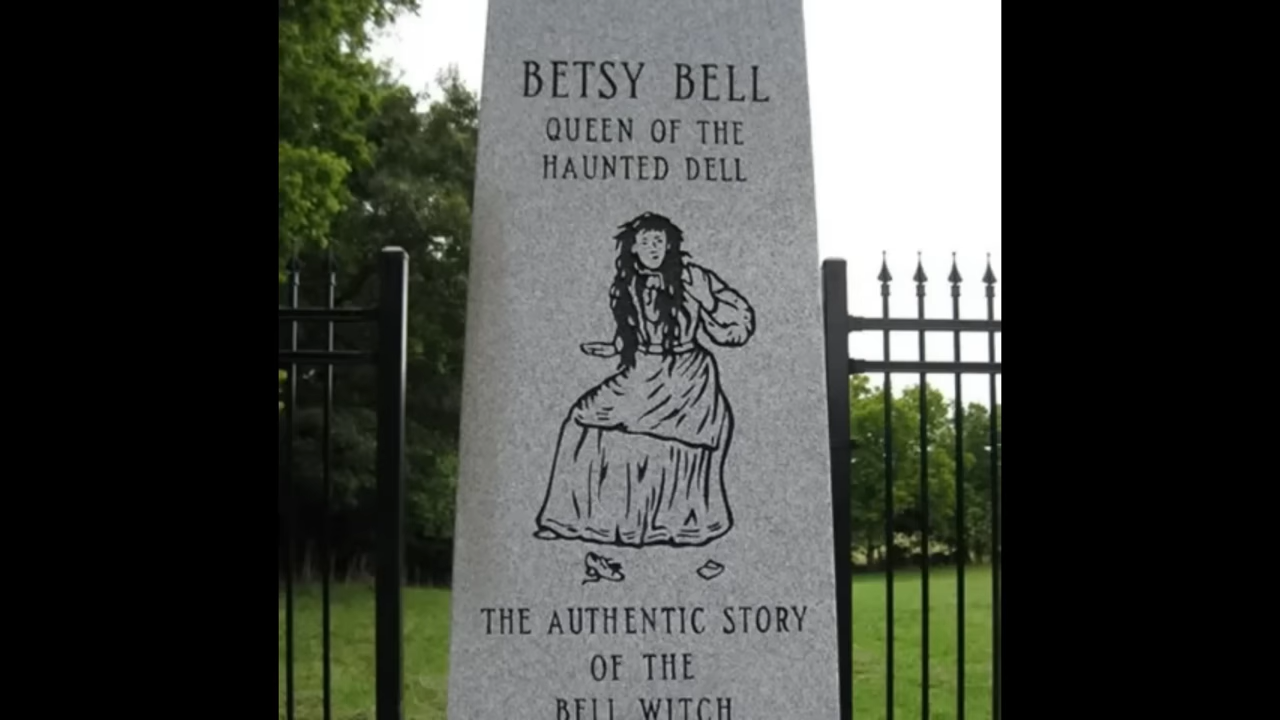 BETSY BELL
QUEEN OF THE
HAUNTED DELL
THE AUTHENTIC STORY
OF THE
BELL WITCH